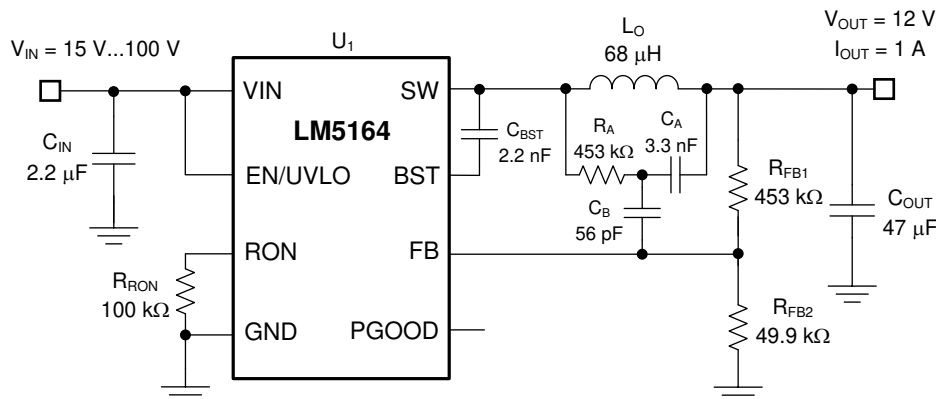 V_IN = 15 V...100 V
U_1
L_O
68 μH
V_OUT = 12 V
I_OUT = 1 A
VIN
SW
LM5164
C_IN
2.2 μF
C_BST
2.2 nF
R_A
453 kΩ
C_A
3.3 nF
EN/UVLO
BST
R_FB1
453 kΩ
C_B
56 pF
C_OUT
47 μF
RON
FB
R_RON
100 kΩ
GND
PGOOD
R_FB2
49.9 kΩ